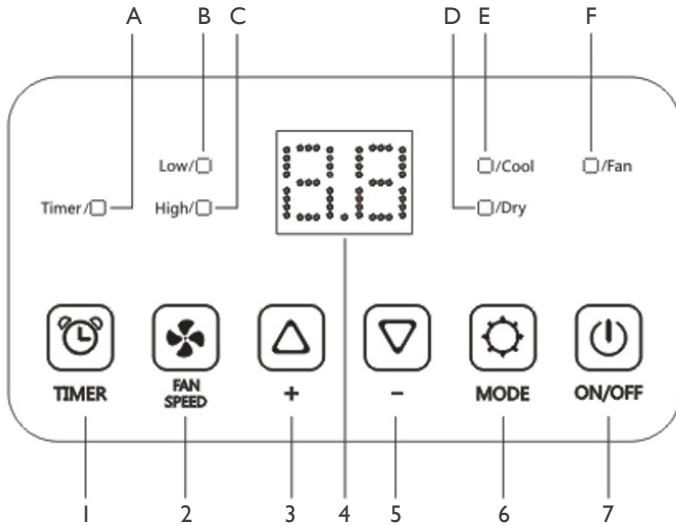 A B C D E F
Low/ /Cool /Fan
Timer/ High/ 8.8 /Dry
TIMER FAN SPEED + − MODE ON/OFF
1 2 3 4 5 6 7